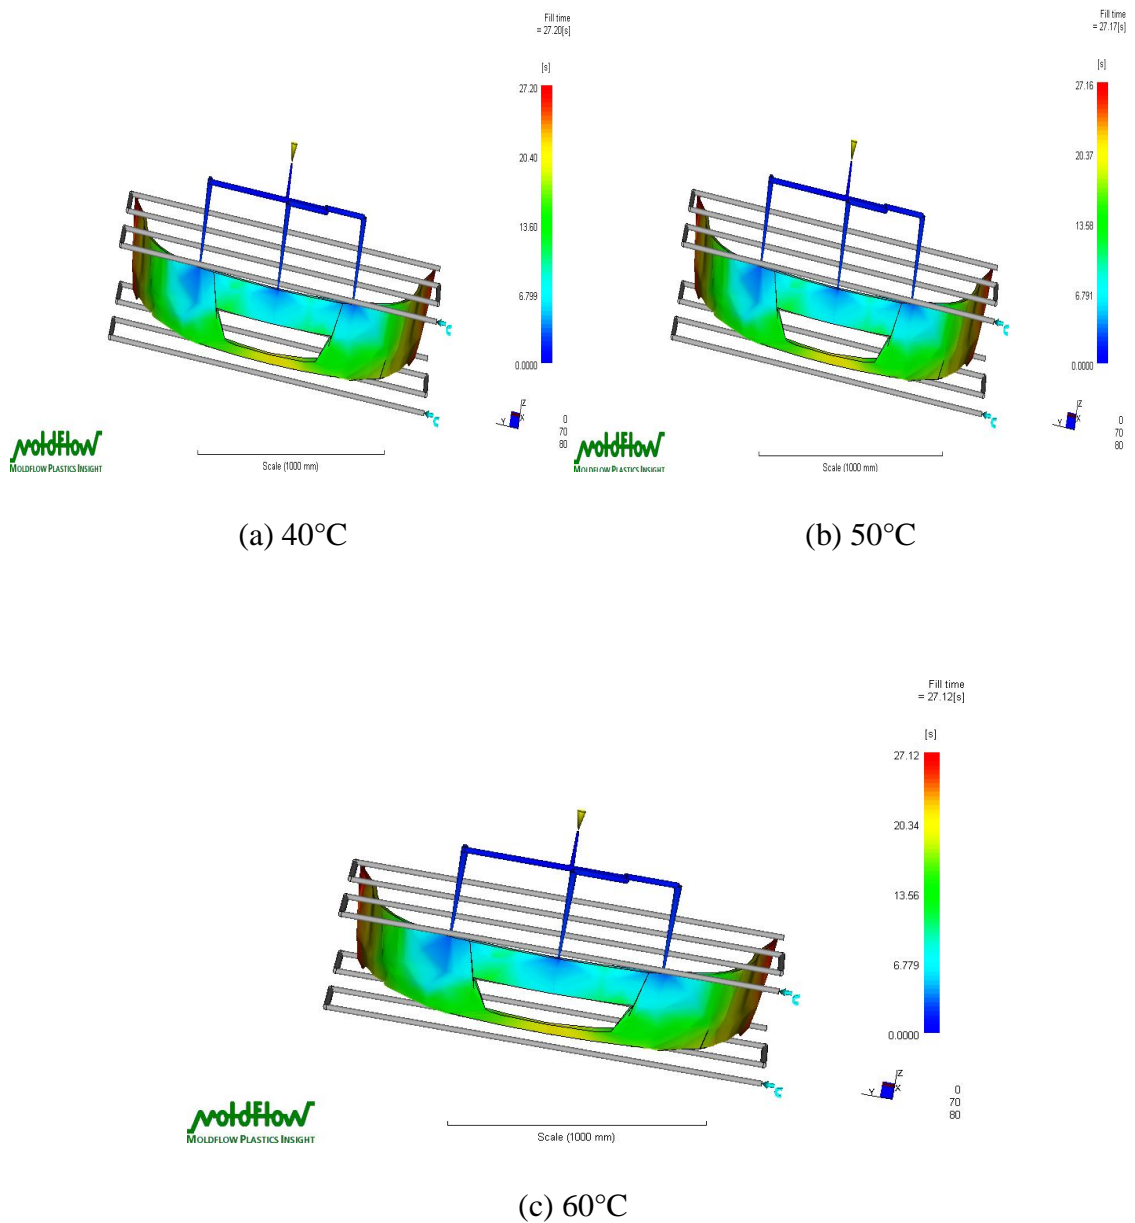 Fill time
= 27.20[s]
[s]
27.20
20.40
13.60
6.799
0.0000
Z
Y X
0
70
80
moldflow
MOLDFLOW PLASTICS INSIGHT
Scale (1000 mm)
(a) 40°C
Fill time
= 27.17[s]
[s]
27.16
20.37
13.58
6.791
0.0000
Z
Y X
0
70
80
moldflow
MOLDFLOW PLASTICS INSIGHT
Scale (1000 mm)
(b) 50°C
Fill time
= 27.12[s]
[s]
27.12
20.34
13.56
6.779
0.0000
Z
Y X
0
70
80
moldflow
MOLDFLOW PLASTICS INSIGHT
Scale (1000 mm)
(c) 60°C